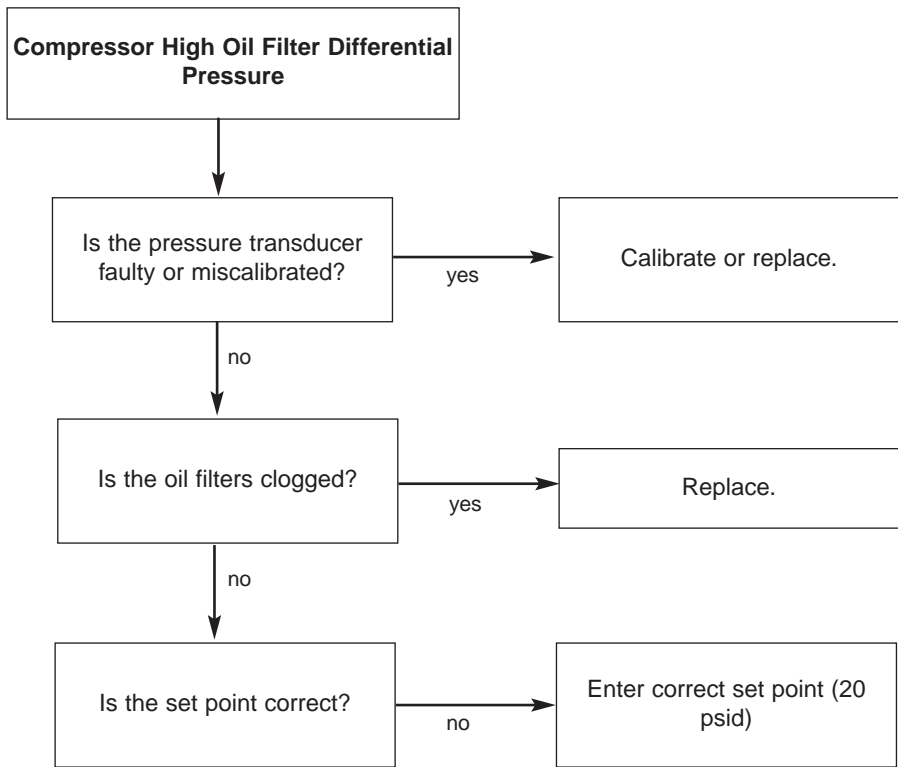 Compressor High Oil Filter Differential
Pressure
Is the pressure transducer
faulty or miscalibrated?
yes
Calibrate or replace.
no
Is the oil filters clogged?
yes
Replace.
no
Is the set point correct?
no
Enter correct set point (20
psid)